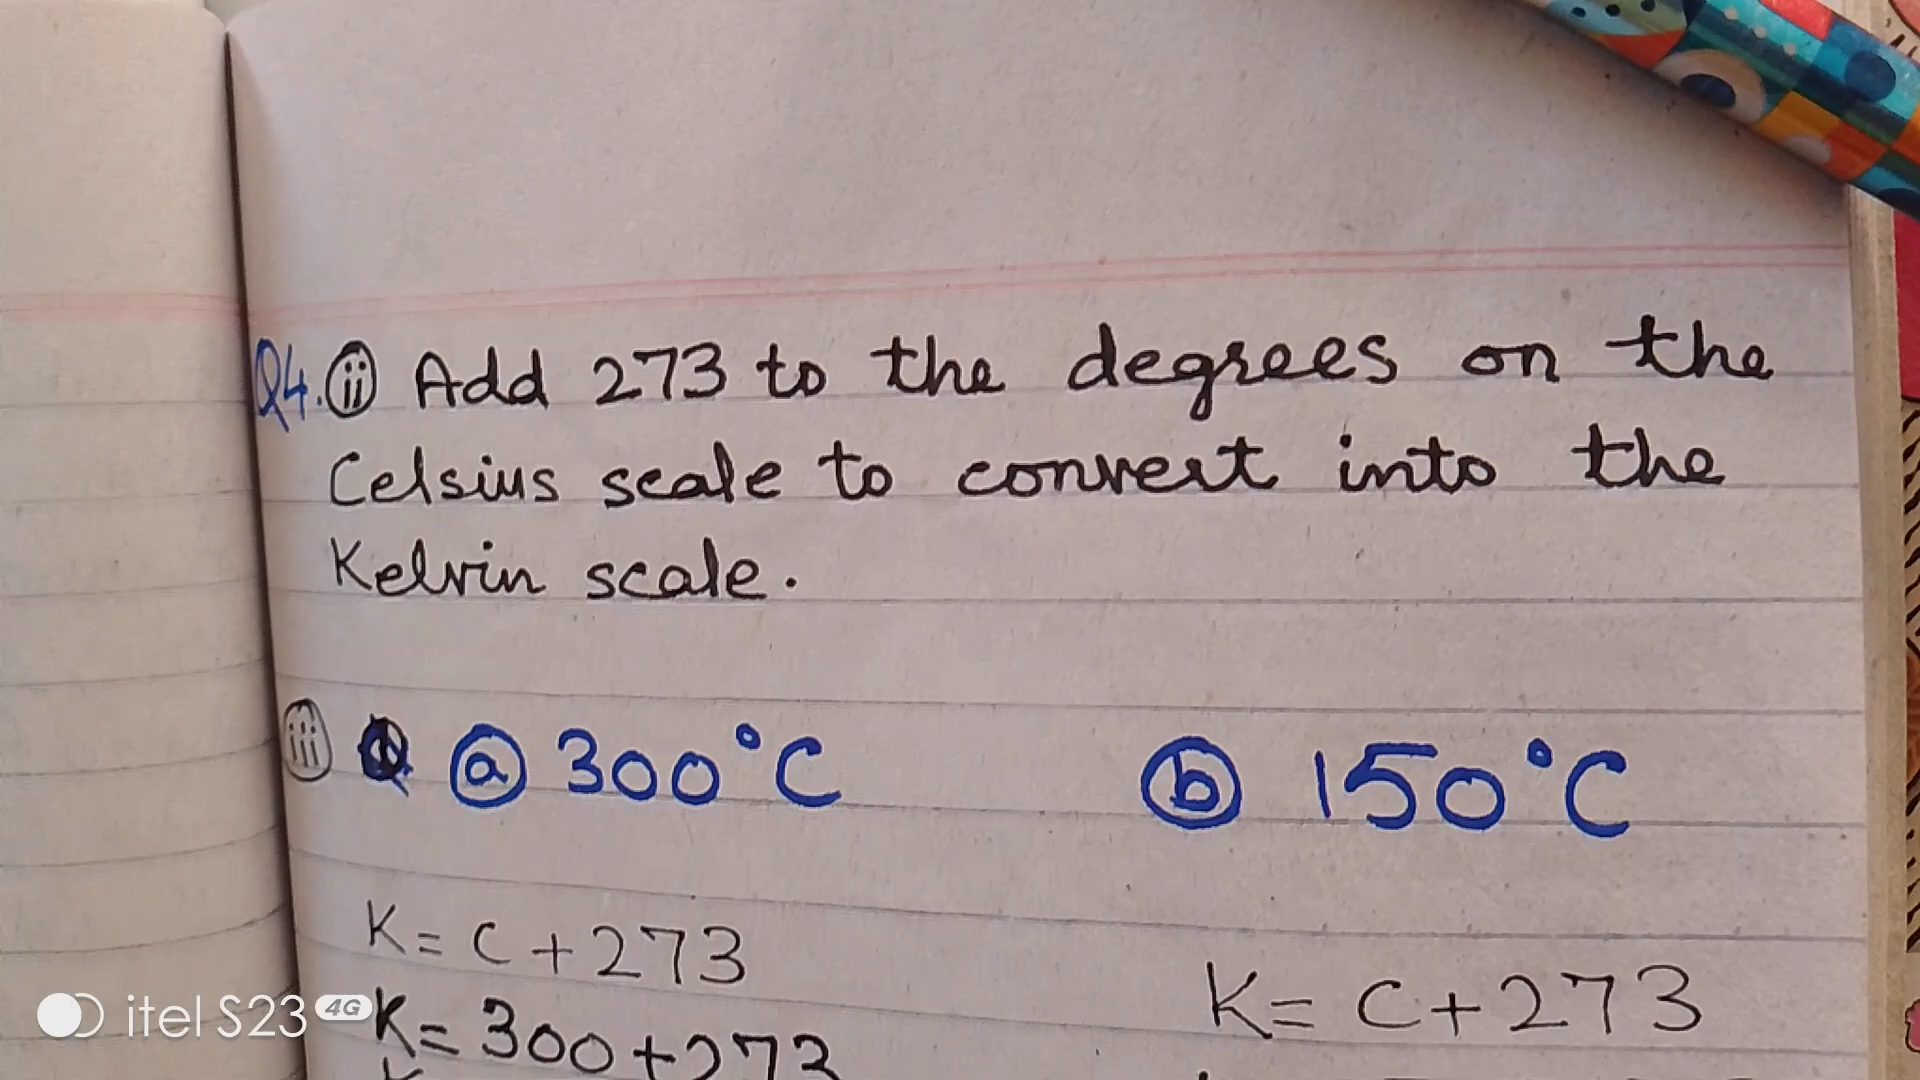 Q4. (ii) Add 273 to the degrees on the
Celsius scale to convert into the
Kelvin scale.
(iii) (a) 300°C (b) 150°C
K = C + 273
K = C + 273
K = 300 + 273
itel S23 4G